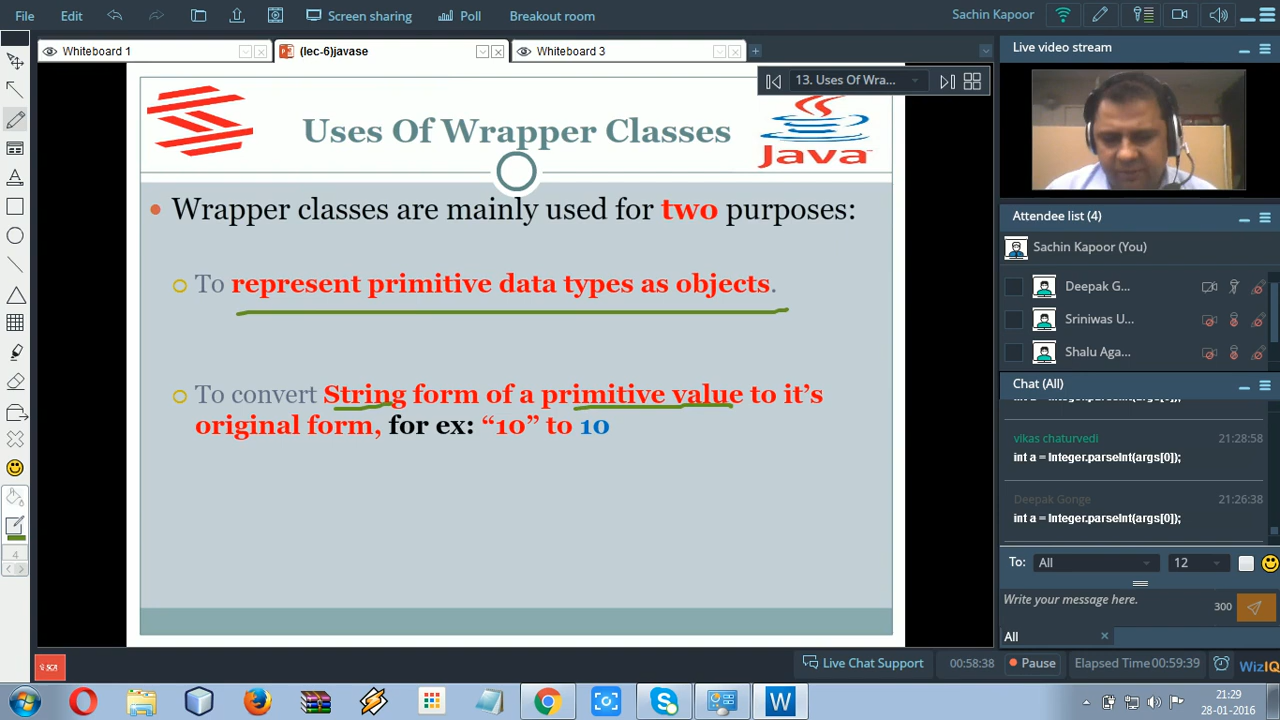 File Edit Screen sharing Poll Breakout room Sachin Kapoor
Whiteboard 1 (lec-6)javase Whiteboard 3
Live video stream
13. Uses Of Wra...
Uses Of Wrapper Classes
Java™
Wrapper classes are mainly used for two purposes:
To represent primitive data types as objects.
To convert String form of a primitive value to it’s
original form, for ex: “10” to 10
Attendee list (4)
Sachin Kapoor (You)
Deepak G...
Sriniwas U...
Shalu Aga...
Chat (All)
vikas chaturvedi 21:28:58
int a = Integer.parseInt(args[0]);
Deepak Gonge 21:26:38
int a = Integer.parseInt(args[0]);
To: All 12
Write your message here. 300
All
4
SCA
Live Chat Support 00:58:38 Pause Elapsed Time 00:59:39 WizIQ
21:29
28-01-2016